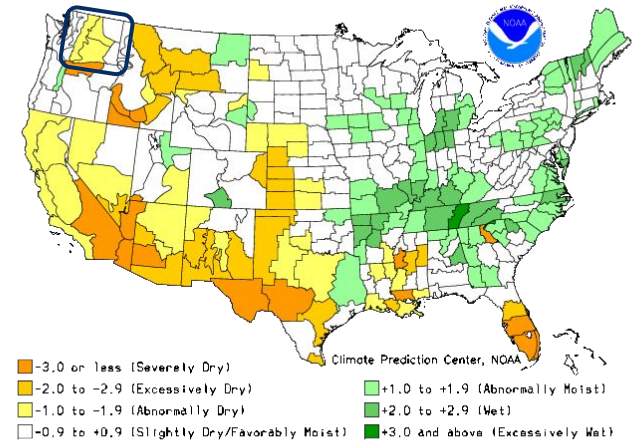 NOAA
Climate Prediction Center, NOAA
-3.0 or less (Severely Dry)
-2.0 to -2.9 (Excessively Dry)
-1.0 to -1.9 (Abnormally Dry)
-0.9 to +0.9 (Slightly Dry/Favorably Moist)
+1.0 to +1.9 (Abnormally Moist)
+2.0 to +2.9 (Wet)
+3.0 and above (Excessively Wet)